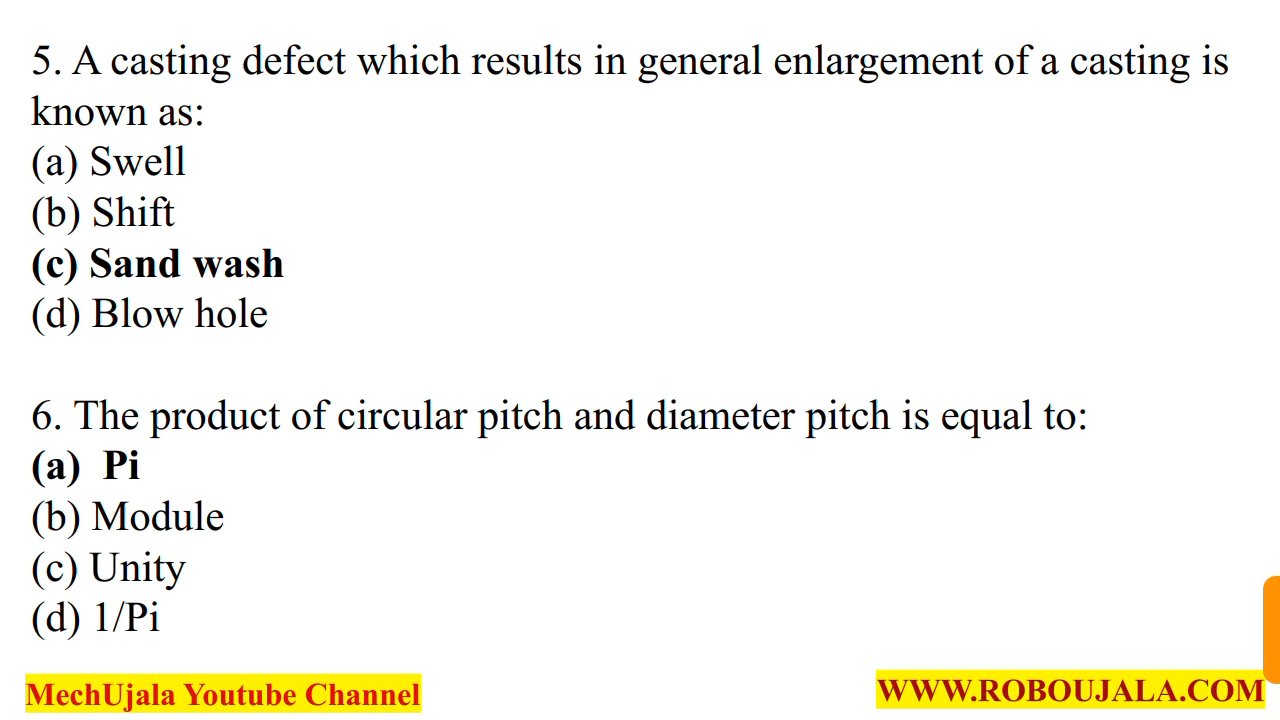 5. A casting defect which results in general enlargement of a casting is
known as:
(a) Swell
(b) Shift
(c) Sand wash
(d) Blow hole
6. The product of circular pitch and diameter pitch is equal to:
(a) Pi
(b) Module
(c) Unity
(d) 1/Pi
MechUjala Youtube Channel
WWW.ROBOUJALA.COM